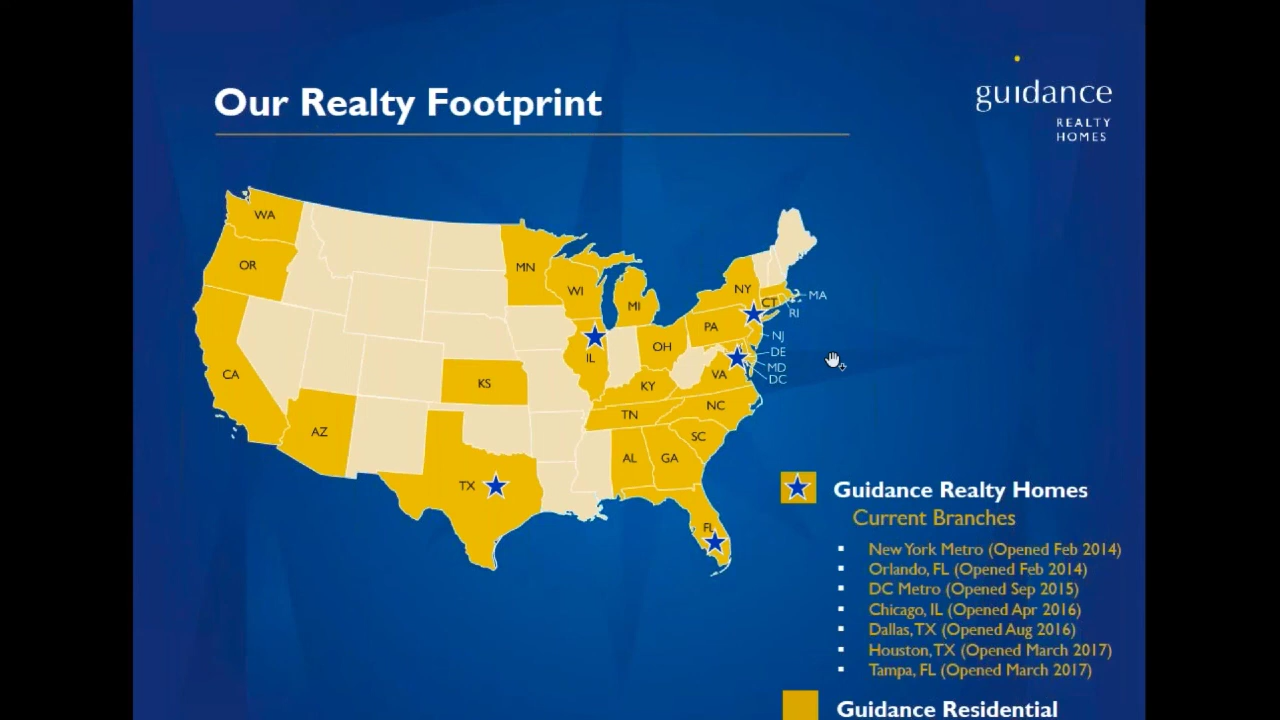 Our Realty Footprint
guidance
REALTY
HOMES
WA
OR
CA
AZ
TX
KS
MN
WI
IL
MI
OH
KY
TN
AL
GA
FL
SC
NC
VA
PA
NY
CT
MA
RI
NJ
DE
MD
DC
Guidance Realty Homes
Current Branches
▪ New York Metro (Opened Feb 2014)
▪ Orlando, FL (Opened Feb 2014)
▪ DC Metro (Opened Sep 2015)
▪ Chicago, IL (Opened Apr 2016)
▪ Dallas, TX (Opened Aug 2016)
▪ Houston, TX (Opened March 2017)
▪ Tampa, FL (Opened March 2017)
Guidance Residential